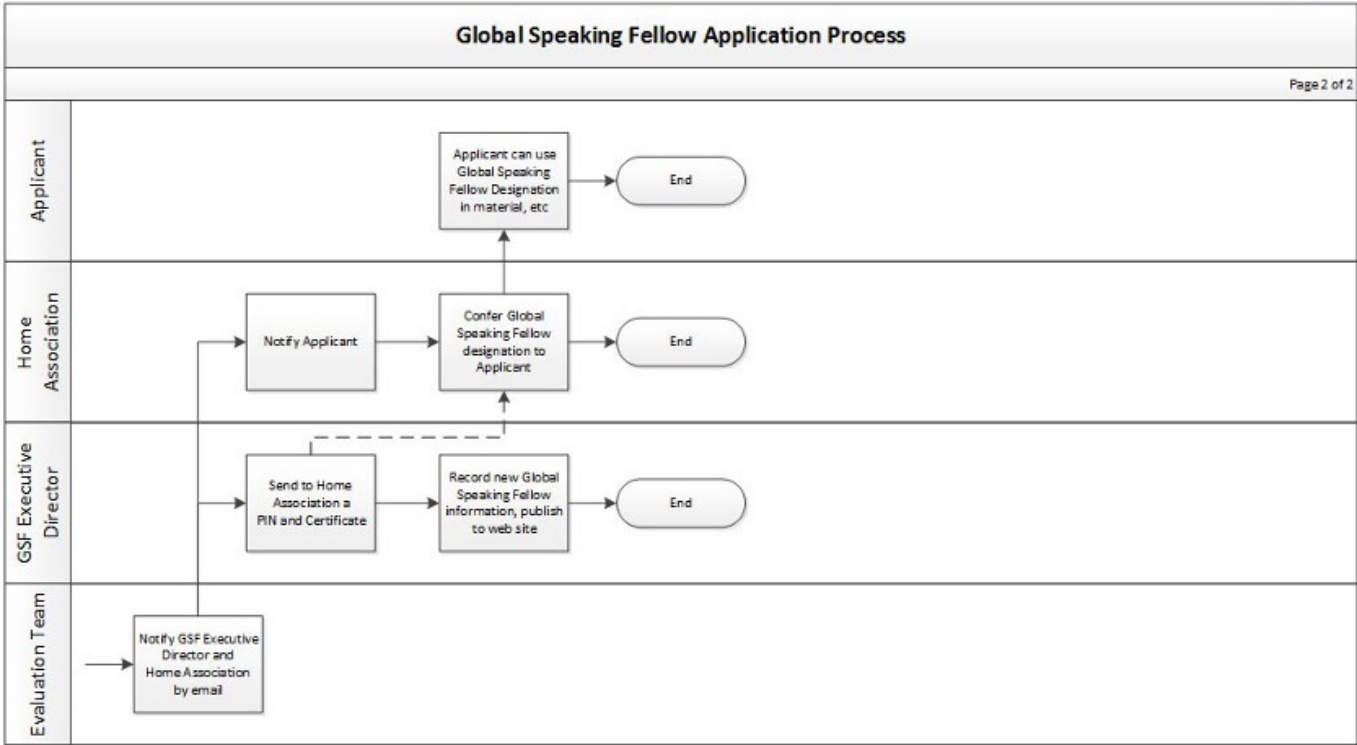 Global Speaking Fellow Application Process
Page 2 of 2
Applicant
Applicant can use
Global Speaking
Fellow Designation
in material, etc
End
Home
Association
Notify Applicant
Confer Global
Speaking Fellow
designation to
Applicant
End
GSF Executive
Director
Send to Home
Association a
PIN and Certificate
Record new Global
Speaking Fellow
information, publish
to web site
End
Evaluation Team
Notify GSF Executive
Director and
Home Association
by email